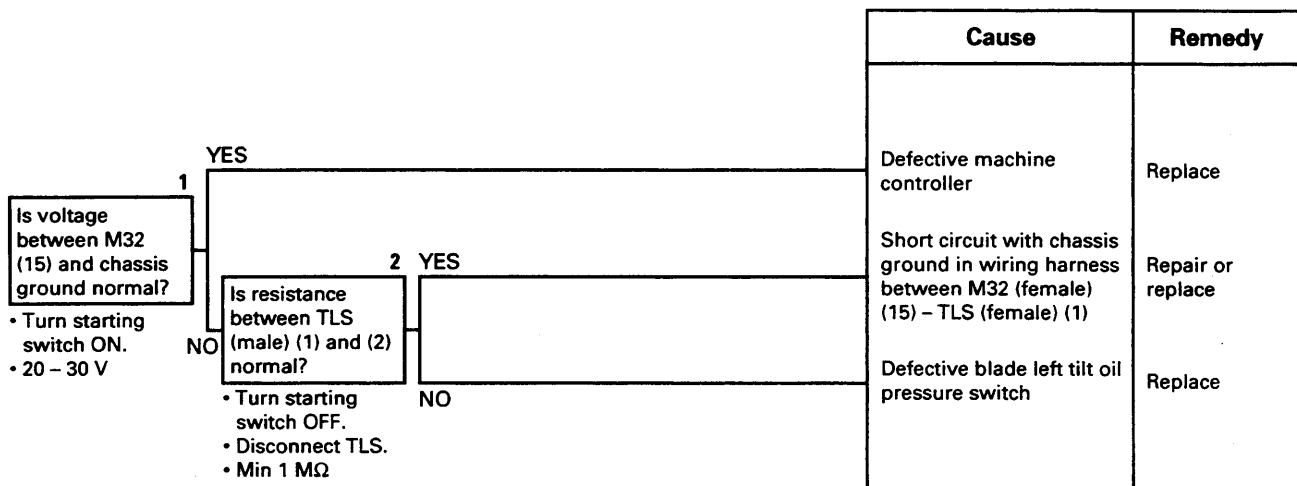 Cause
Remedy
YES
1
Is voltage
between M32
(15) and chassis
ground normal?
• Turn starting
switch ON.
• 20 – 30 V
NO
2
YES
Is resistance
between TLS
(male) (1) and (2)
normal?
• Turn starting
switch OFF.
• Disconnect TLS.
• Min 1 MΩ
NO
Defective machine
controller
Replace
Short circuit with chassis
ground in wiring harness
between M32 (female)
(15) – TLS (female) (1)
Repair or
replace
Defective blade left tilt oil
pressure switch
Replace